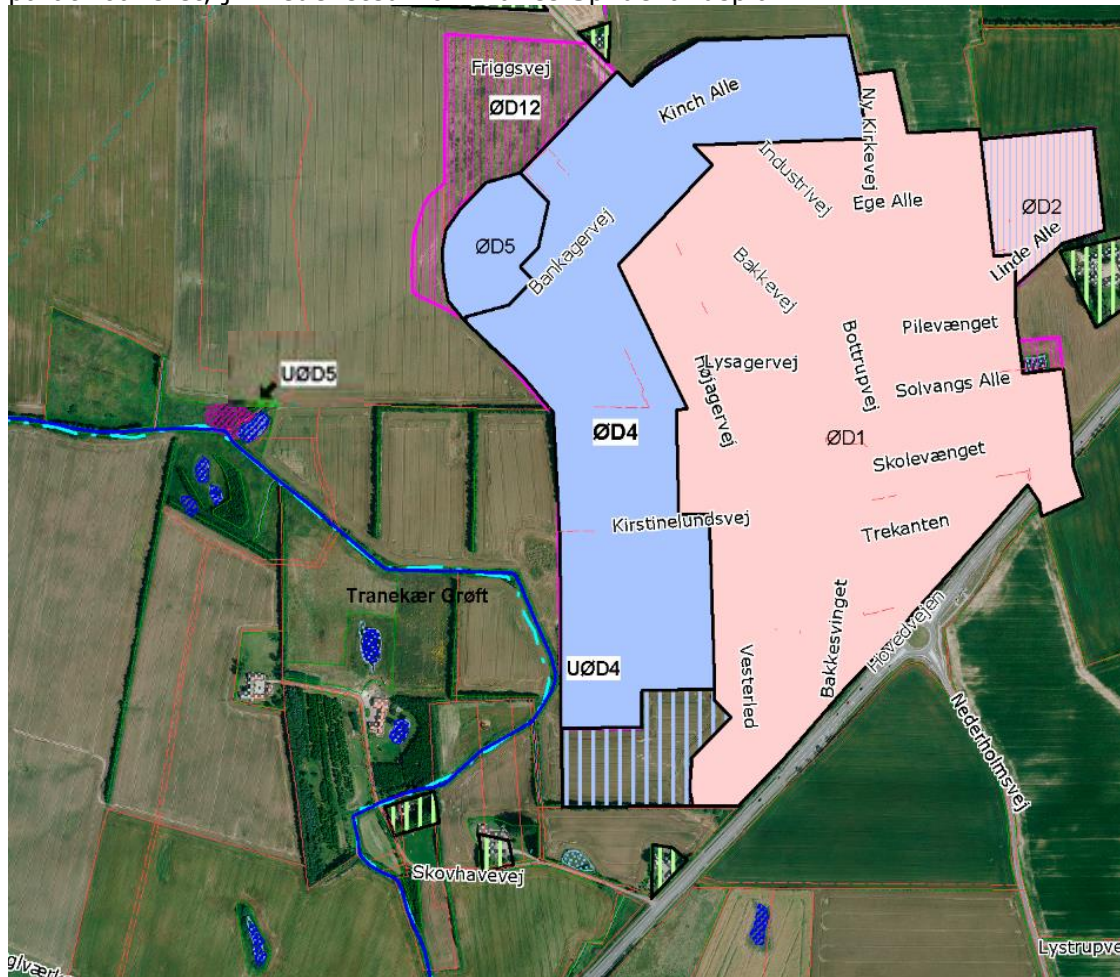 Friggsvej
ØD12
Kinch Alle
Ny Kirkevej
Industrivej
Ege Alle
ØD2
Linde Alle
ØD5
Bankagervej
Bakkevej
Pilevænget
Bottrupvej
Lysagervej
Højagervej
Solvangs Alle
UØD5
ØD4
ØD1
Skolevænget
Kirstinelundsvej
Trekanten
Tranekær Grøft
Bakkesvinget
Hovedvejen
UØD4
Vesterled
Nederholmsvej
Skovhavevej
Lystrupve